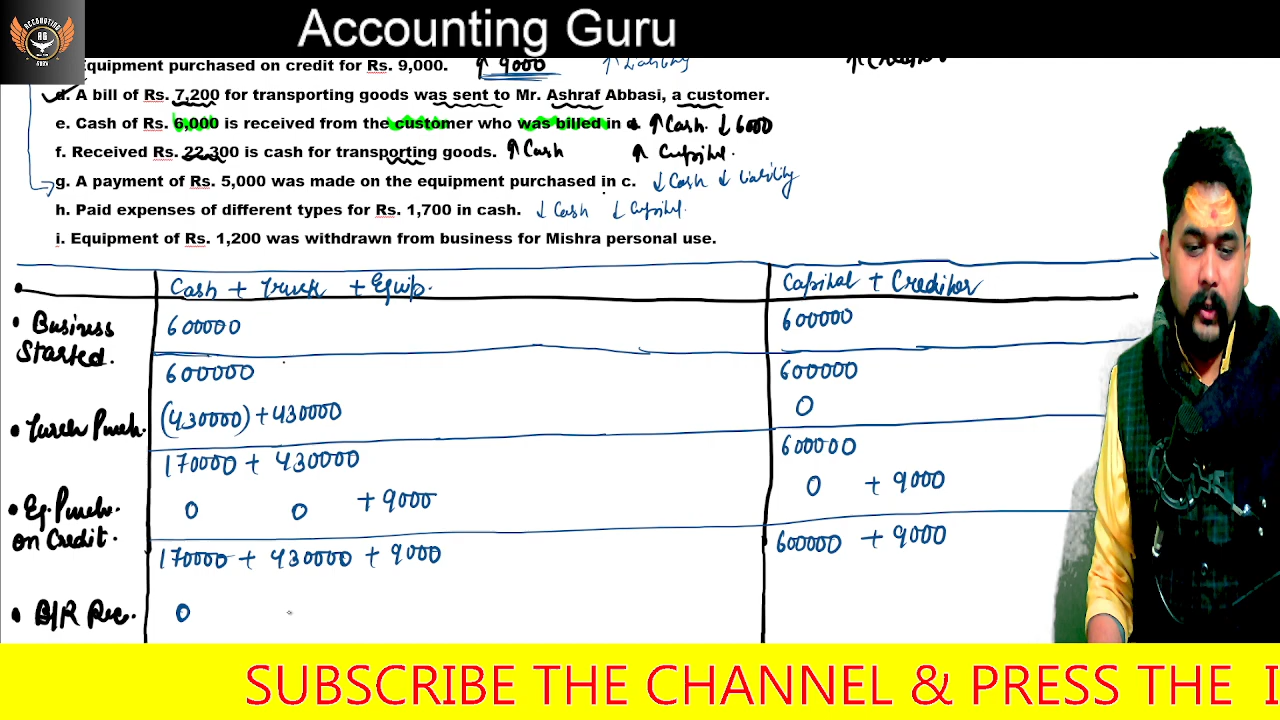 Accounting Guru
ACCOUNTING
AG
GURU
Equipment purchased on credit for Rs. 9,000. ↑ 9000 ↑ Liability
d. A bill of Rs. 7,200 for transporting goods was sent to Mr. Ashraf Abbasi, a customer.
e. Cash of Rs. 6,000 is received from the customer who was billed in ↑ Cash ↓ 6000
f. Received Rs. 22,300 is cash for transporting goods. ↑ Cash ↑ Capital.
g. A payment of Rs. 5,000 was made on the equipment purchased in c. ↓ Cash ↓ liability
h. Paid expenses of different types for Rs. 1,700 in cash. ↓ Cash ↓ Capital.
i. Equipment of Rs. 1,200 was withdrawn from business for Mishra personal use.
Cash + Truck + Equip. Capital + Creditor
• Business Started. 600000 600000
600000 600000
• Truck Purch. (430000) + 430000 0
170000 + 430000 600000
• Eq. Purch. on Credit. 0 0 + 9000 0 + 9000
170000 + 430000 + 9000 600000 + 9000
• B/R Rec. 0
SUBSCRIBE THE CHANNEL & PRESS THE I